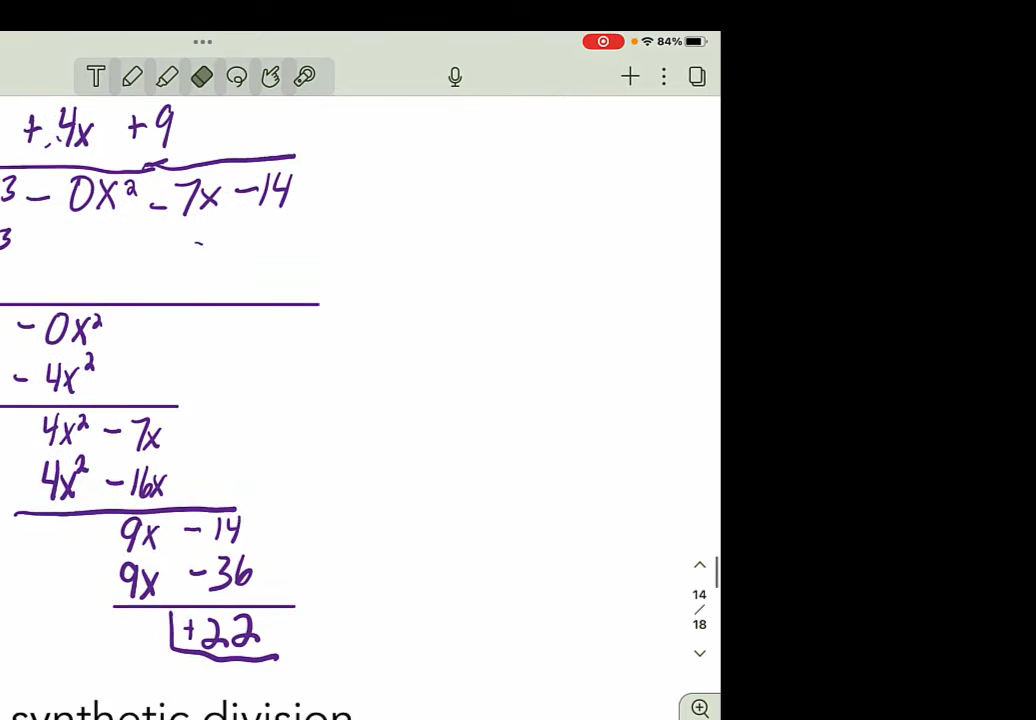 84%
T
+ 4x + 9
3 - 0x² - 7x - 14
3
- 0x²
- 4x²
4x² - 7x
4x² - 16x
9x - 14
9x - 36
+22
14
/
18
synthetic division